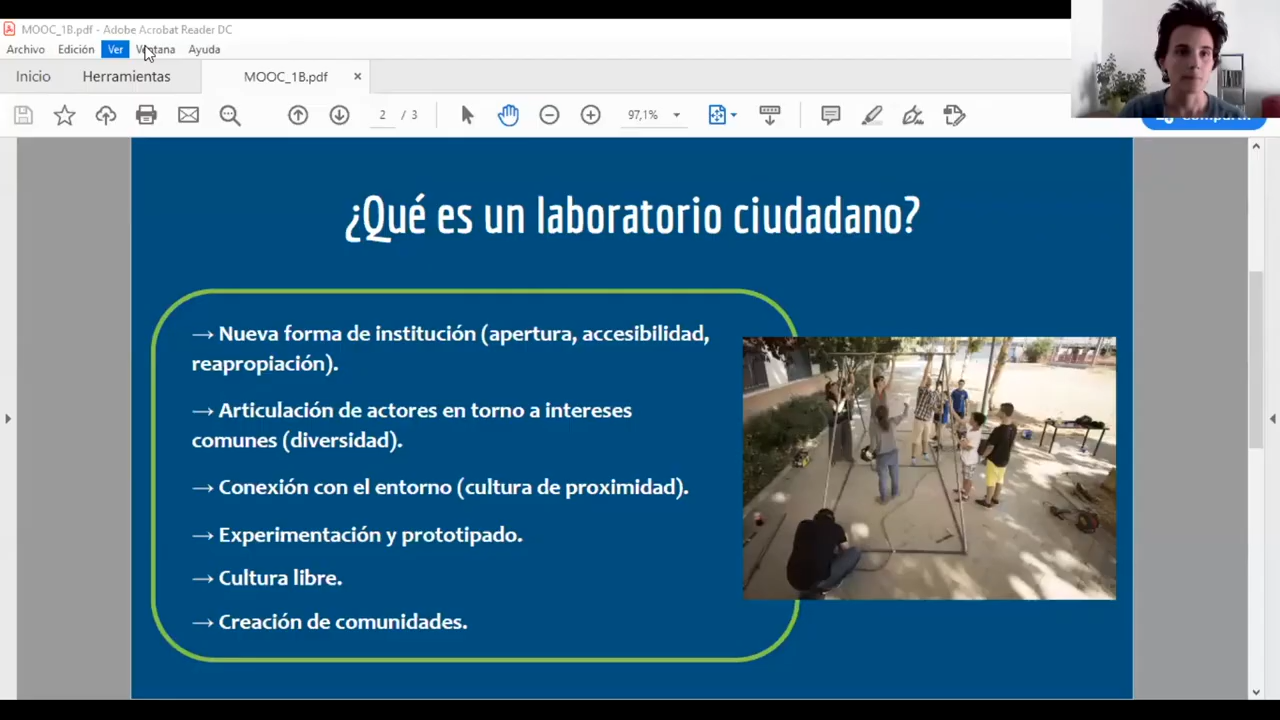 MOOC_1B.pdf - Adobe Acrobat Reader DC
Archivo Edición Ver Ventana Ayuda
Inicio Herramientas MOOC_1B.pdf ×
2 / 3 97,1%
¿Qué es un laboratorio ciudadano?
→ Nueva forma de institución (apertura, accesibilidad,
reapropiación).
→ Articulación de actores en torno a intereses
comunes (diversidad).
→ Conexión con el entorno (cultura de proximidad).
→ Experimentación y prototipado.
→ Cultura libre.
→ Creación de comunidades.